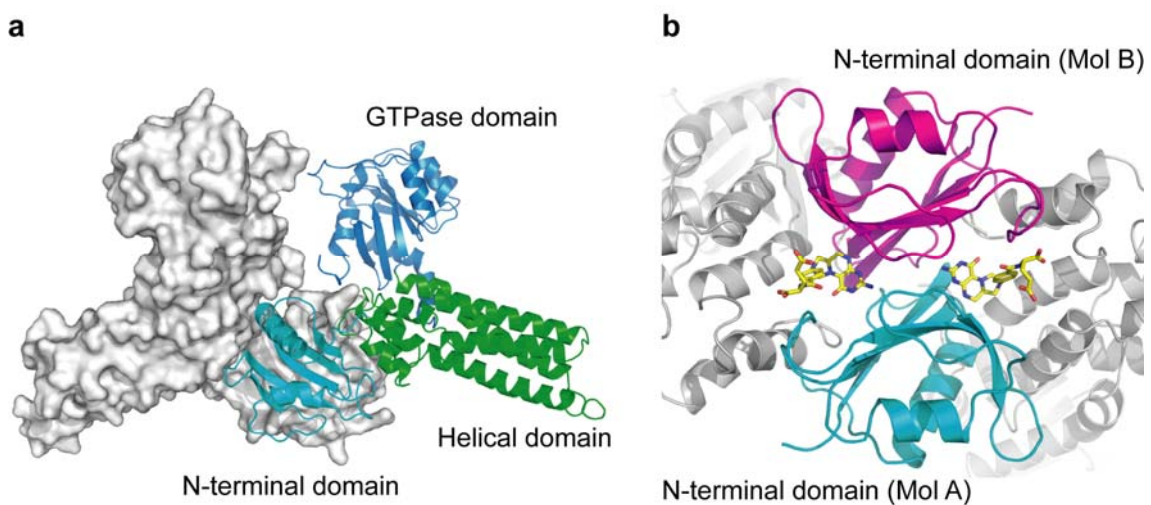 a
GTPase domain
Helical domain
N-terminal domain
b
N-terminal domain (Mol B)
N-terminal domain (Mol A)